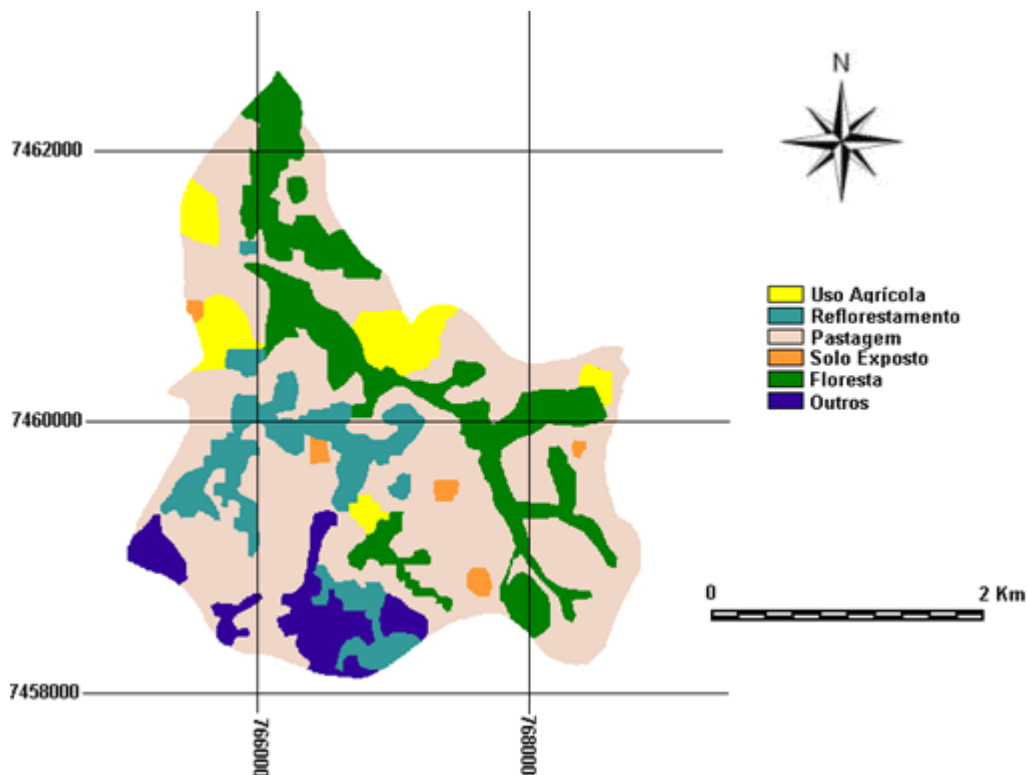 N
7462000
Uso Agrícola
Reflorestamento
Pastagem
Solo Exposto
Floresta
Outros
7460000
0 2 Km
7458000
766000
768000